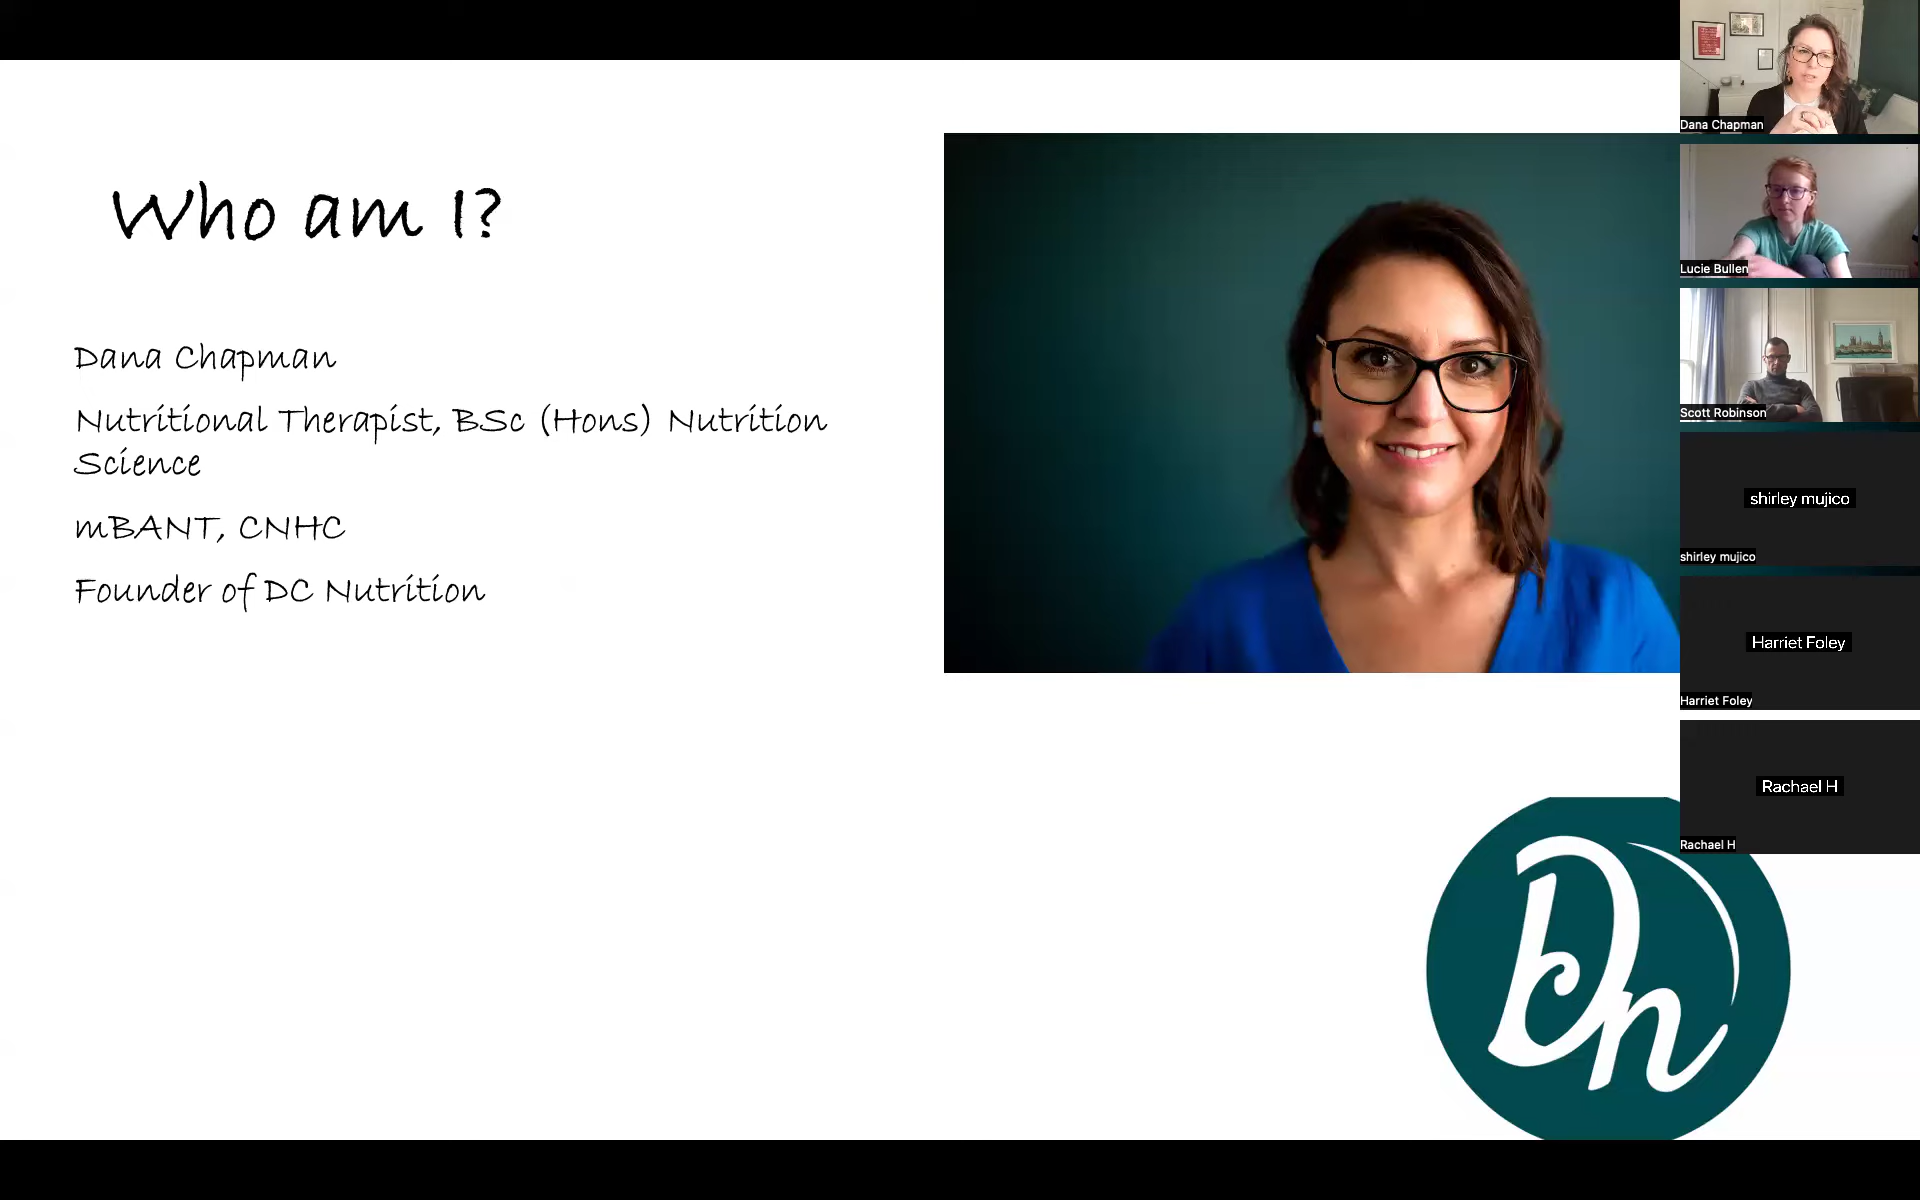 Who am I?
Dana Chapman
Nutritional Therapist, BSc (Hons) Nutrition
Science
mBANT, CNHC
Founder of DC Nutrition
Dcn
Dana Chapman
Lucie Bullen
Scott Robinson
shirley mujico
shirley mujico
Harriet Foley
Harriet Foley
Rachael H
Rachael H